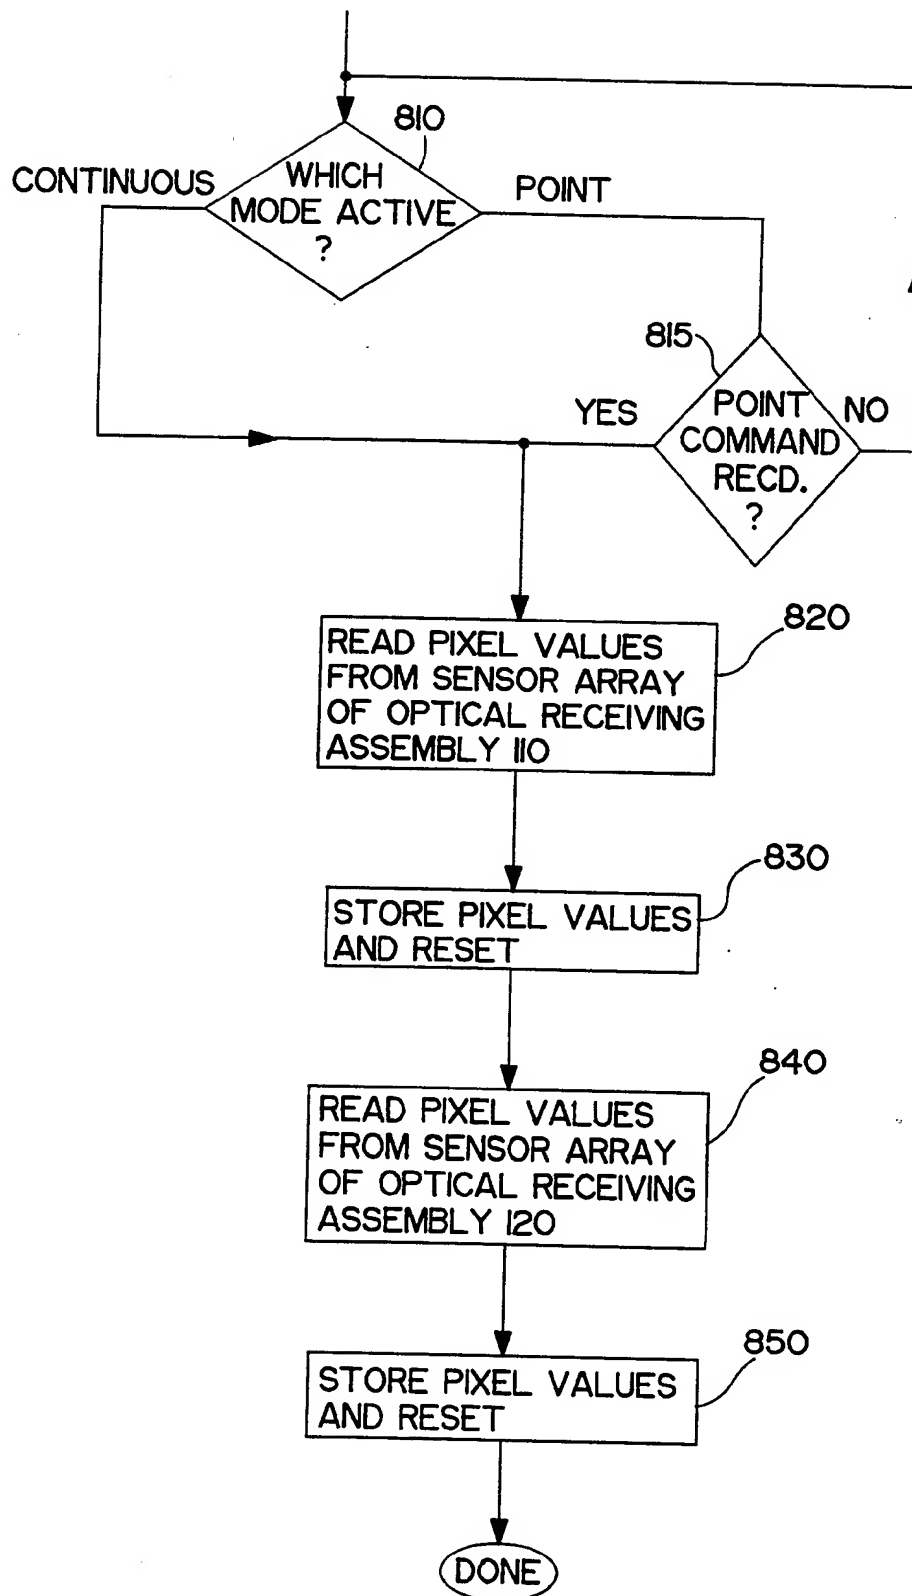 810
CONTINUOUS
WHICH
MODE ACTIVE
?
POINT
815
YES
POINT
COMMAND
RECD.
?
NO
820
READ PIXEL VALUES
FROM SENSOR ARRAY
OF OPTICAL RECEIVING
ASSEMBLY 110
830
STORE PIXEL VALUES
AND RESET
840
READ PIXEL VALUES
FROM SENSOR ARRAY
OF OPTICAL RECEIVING
ASSEMBLY 120
850
STORE PIXEL VALUES
AND RESET
DONE